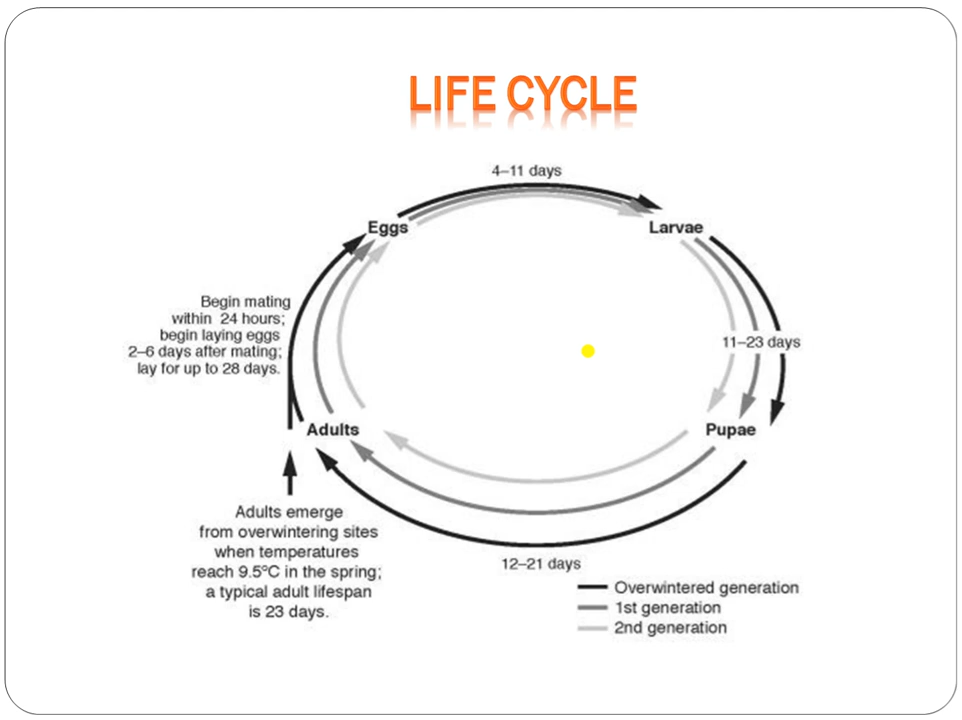 LIFE CYCLE
4–11 days
Eggs
Larvae
Begin mating
within 24 hours;
begin laying eggs
2–6 days after mating;
lay for up to 28 days.
11–23 days
Adults
Pupae
Adults emerge
from overwintering sites
when temperatures
reach 9.5°C in the spring;
a typical adult lifespan
is 23 days.
12–21 days
Overwintered generation
1st generation
2nd generation